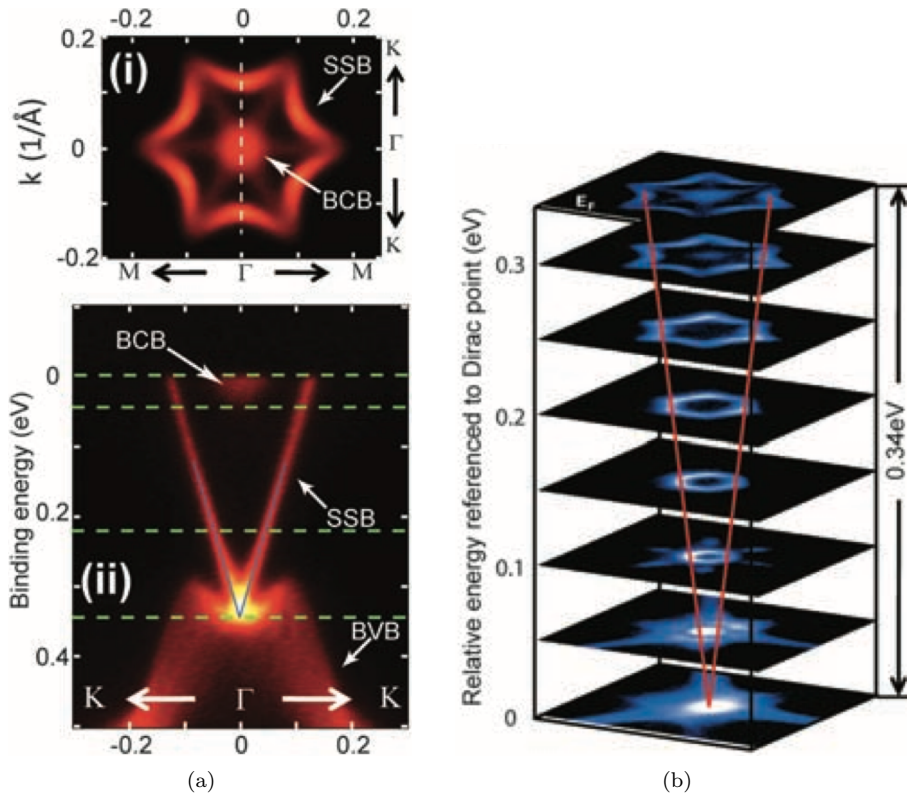 -0.2 0 0.2
0.2
0
-0.2
k (1/Å)
(i)
SSB
BCB
K
Γ
K
M Γ M
BCB
0
0.2
0.4
Binding energy (eV)
SSB
(ii)
BVB
K Γ K
-0.2 0 0.2
(a)
E_F
0.3
0.2
0.1
0
Relative energy referenced to Dirac point (eV)
0.34eV
(b)